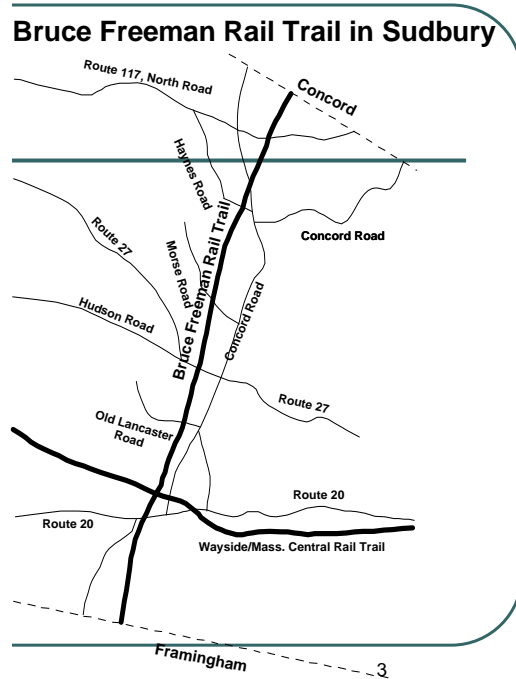 Bruce Freeman Rail Trail in Sudbury
Route 117, North Road
Concord
Haynes Road
Concord Road
Route 27
Morse Road
Bruce Freeman Rail Trail
Concord Road
Hudson Road
Route 27
Old Lancaster
Road
Route 20
Route 20
Wayside/Mass. Central Rail Trail
Framingham
3